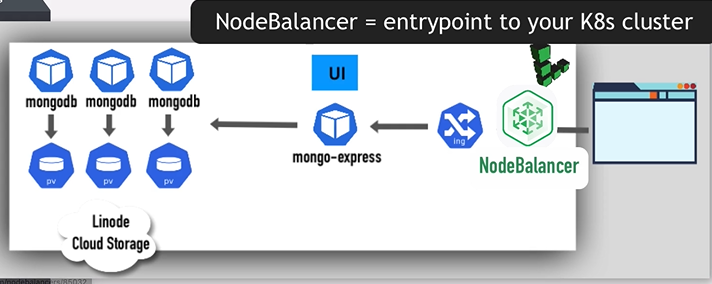 NodeBalancer = entrypoint to your K8s cluster
UI
mongodb mongodb mongodb
mongo-express
ing
NodeBalancer
pv pv pv
Linode
Cloud Storage